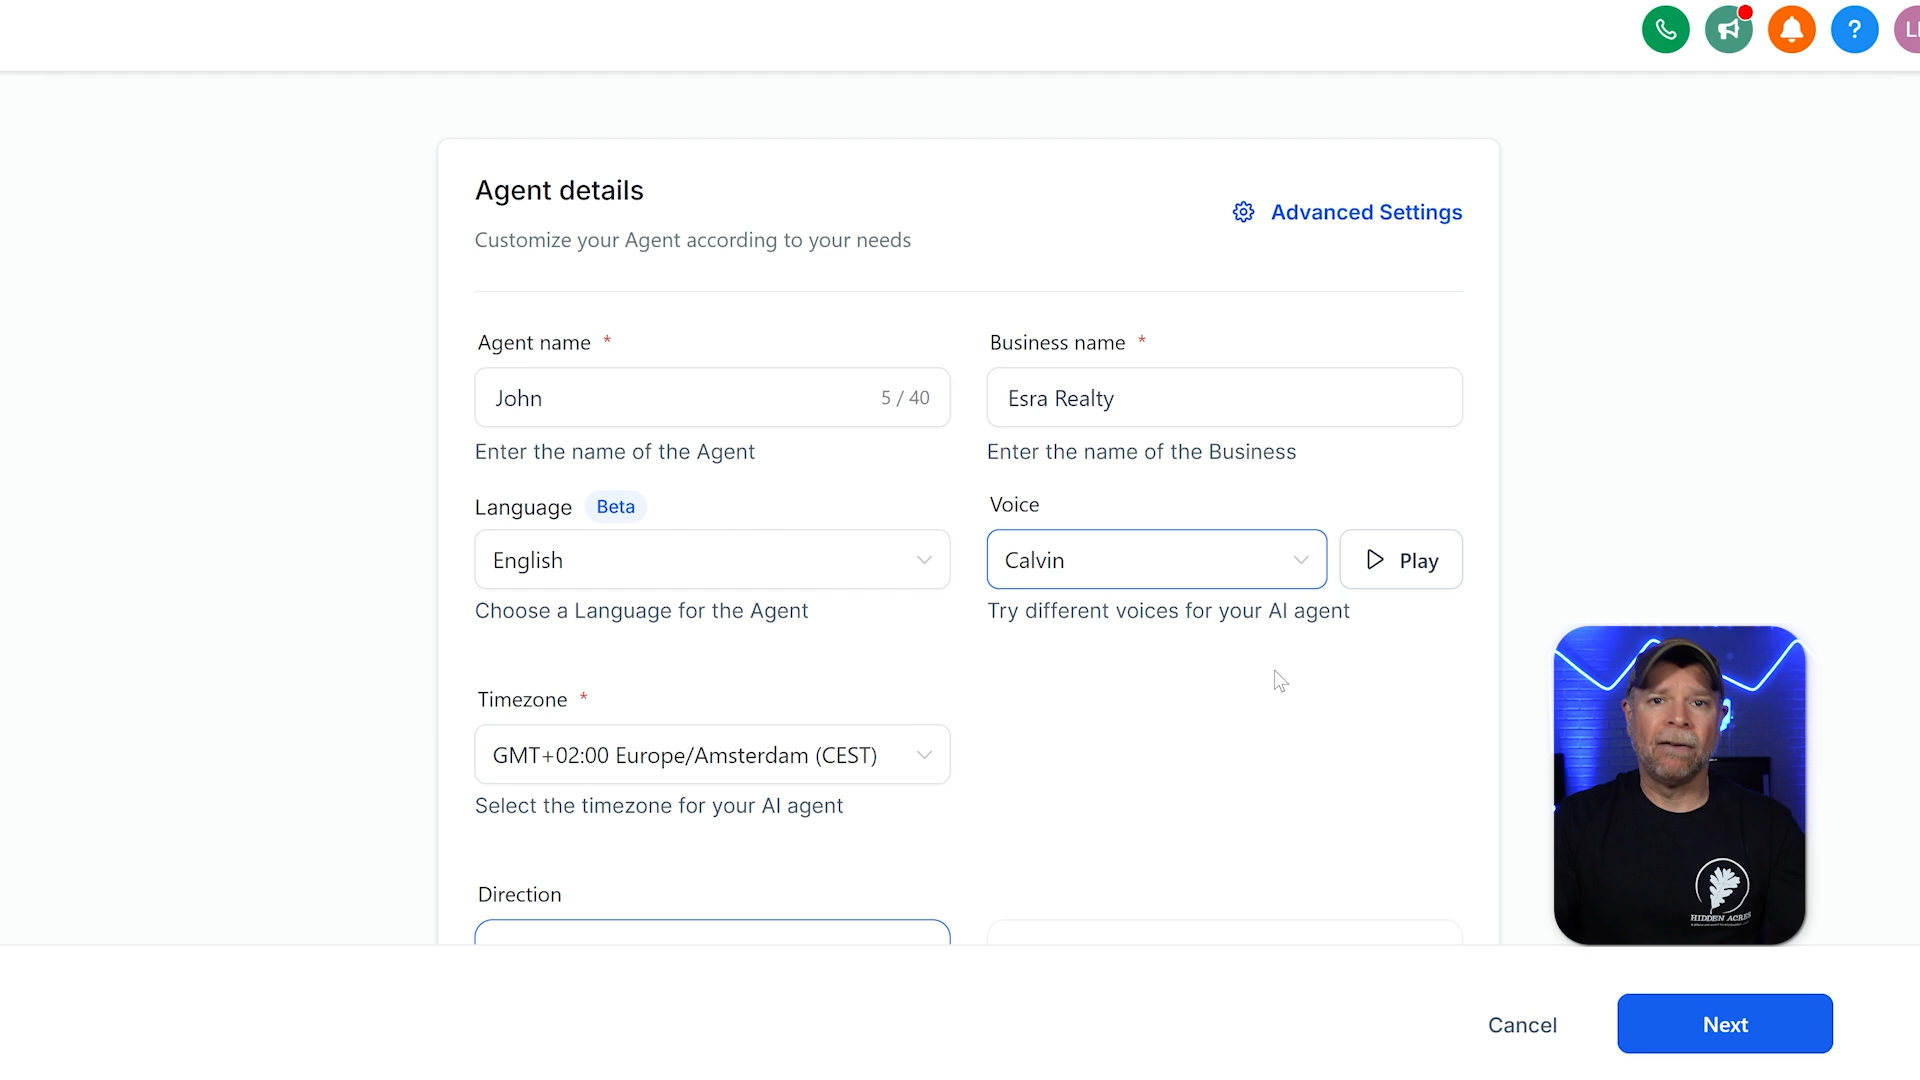 ?
Agent details
Advanced Settings
Customize your Agent according to your needs
Agent name *
Business name *
John
5 / 40
Esra Realty
Enter the name of the Agent
Enter the name of the Business
Language Beta
Voice
English
Calvin
Play
Choose a Language for the Agent
Try different voices for your AI agent
Timezone *
GMT+02:00 Europe/Amsterdam (CEST)
Select the timezone for your AI agent
Direction
HIDDEN ACRES
Cancel
Next